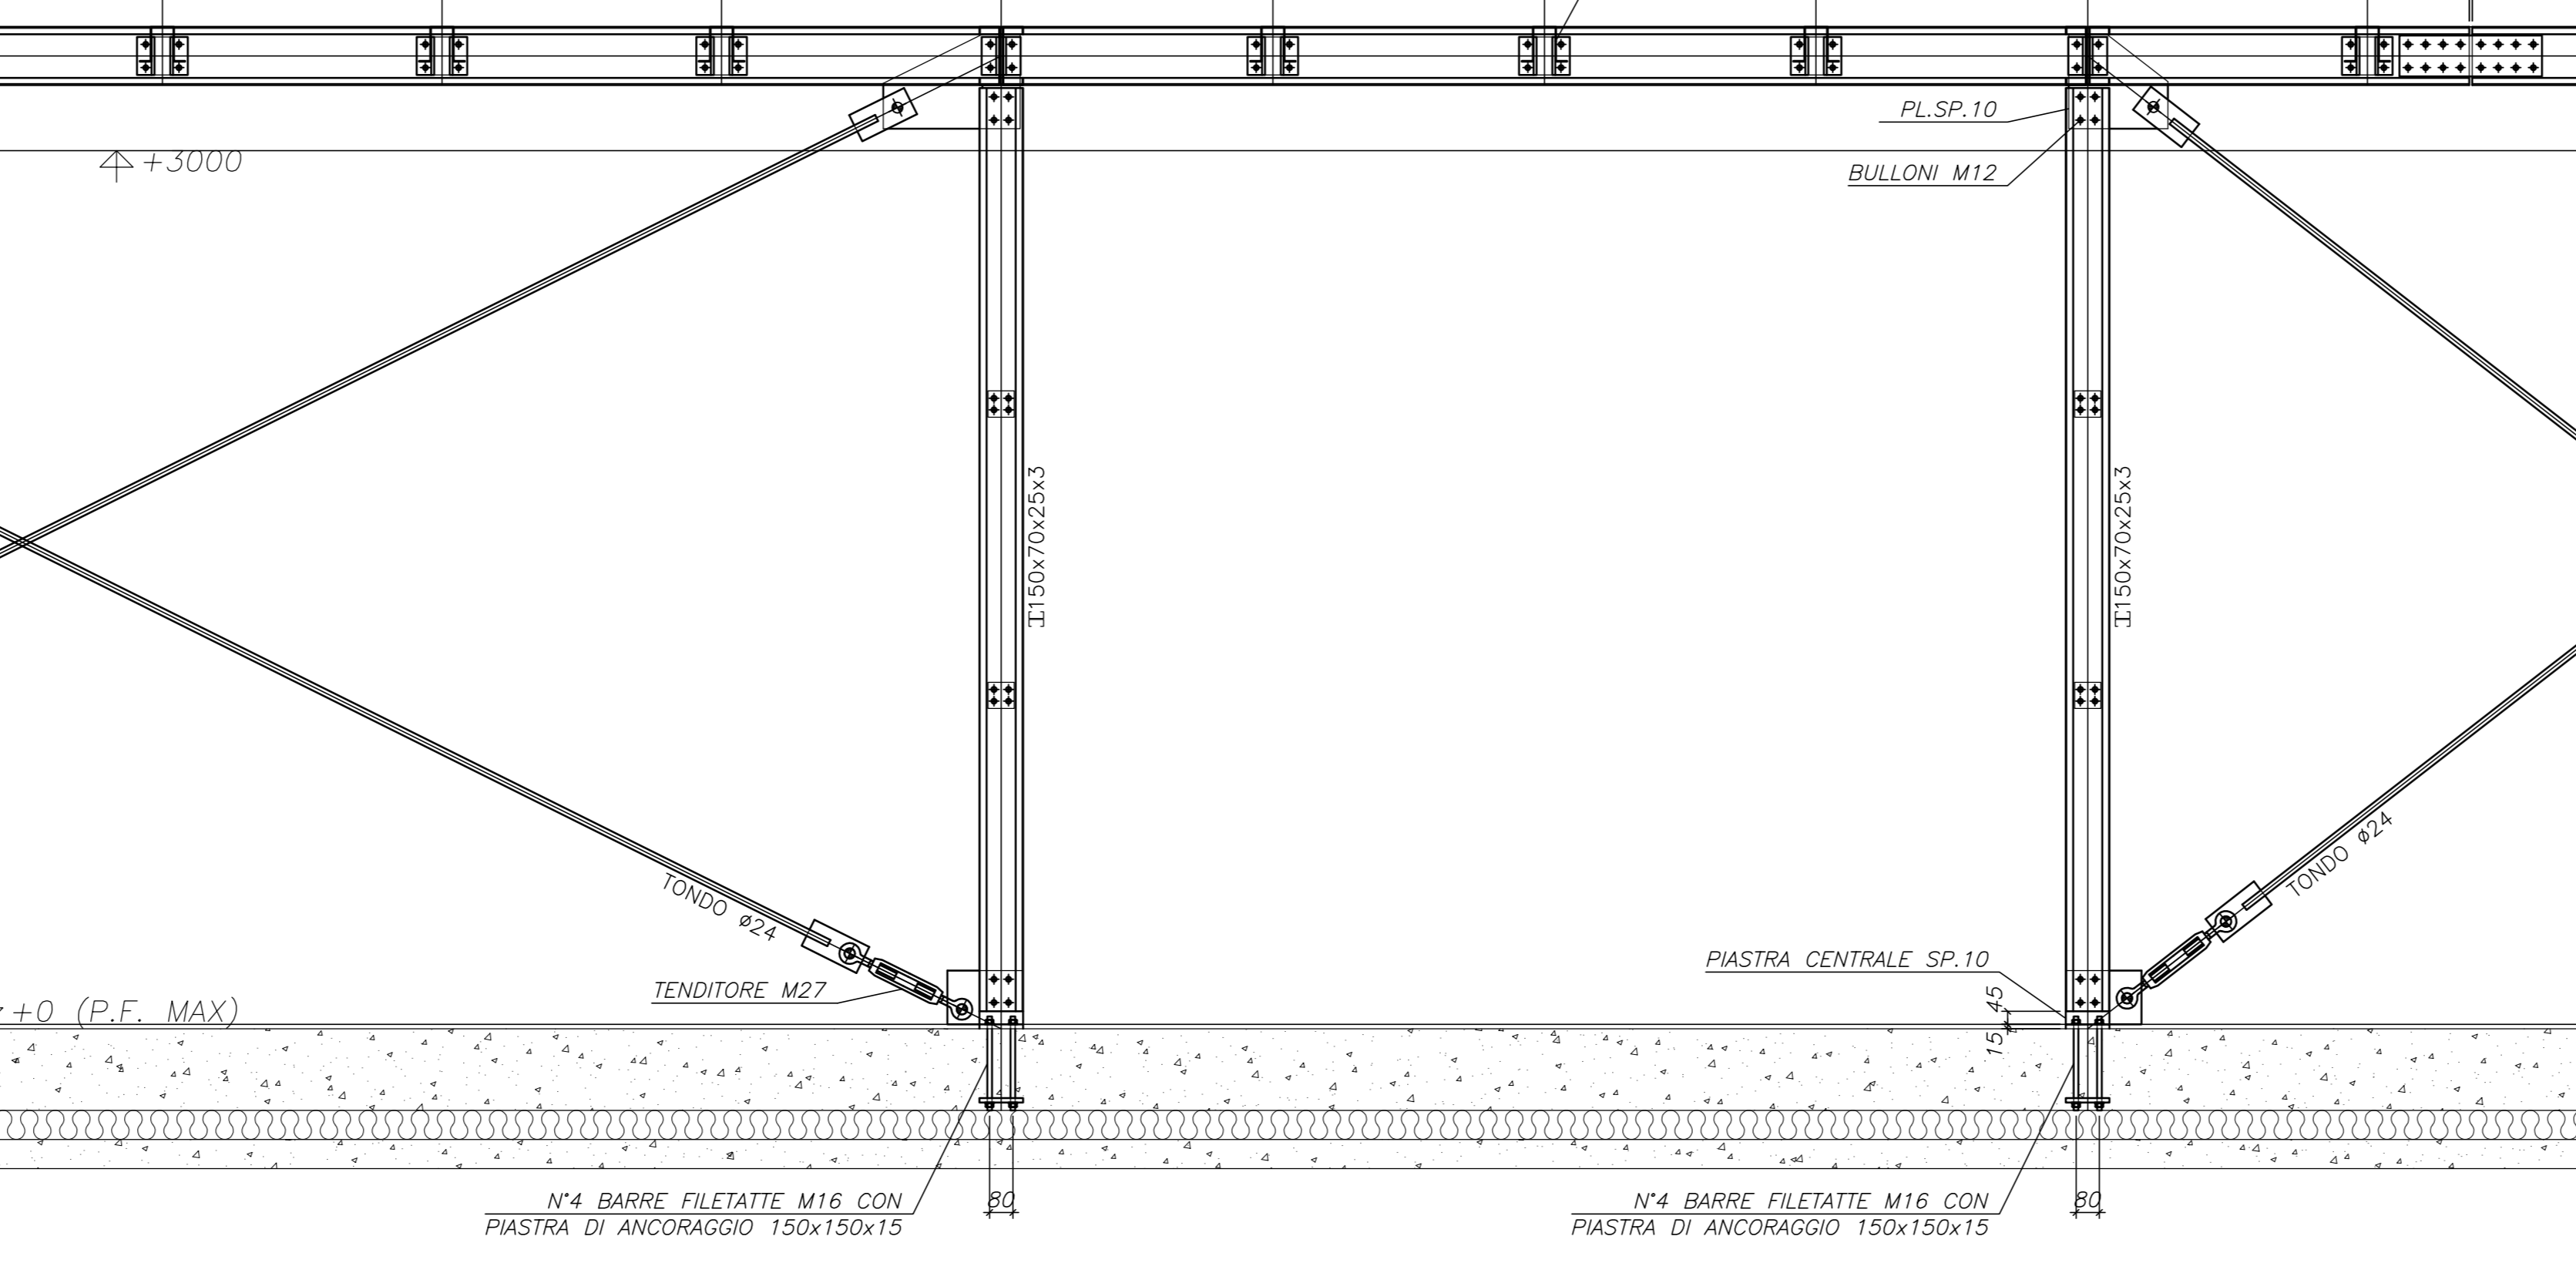 PL.SP.10
+3000
BULLONI M12
150x70x25x3
150x70x25x3
TONDO ø24
TONDO ø24
PIASTRA CENTRALE SP.10
TENDITORE M27
+0 (P.F. MAX)
45
15
N°4 BARRE FILETATTE M16 CON
PIASTRA DI ANCORAGGIO 150x150x15
80
N°4 BARRE FILETATTE M16 CON
PIASTRA DI ANCORAGGIO 150x150x15
80